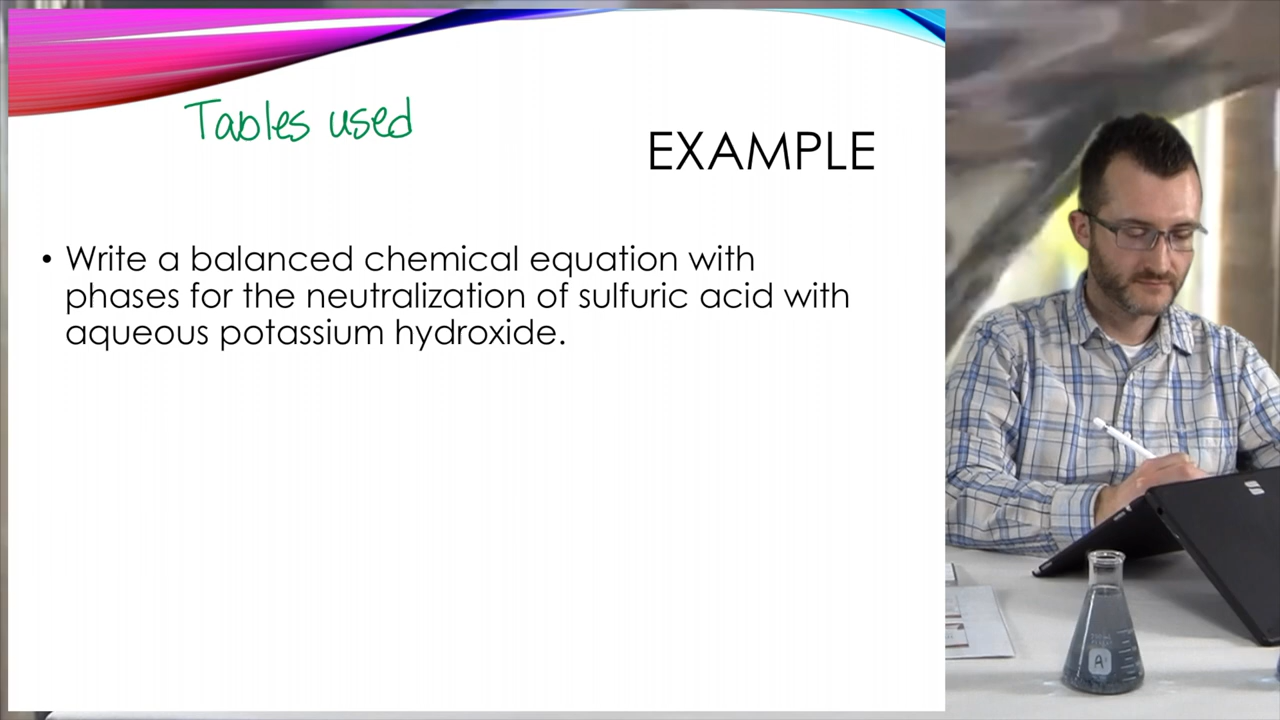 Tables used
EXAMPLE
• Write a balanced chemical equation with
phases for the neutralization of sulfuric acid with
aqueous potassium hydroxide.
A